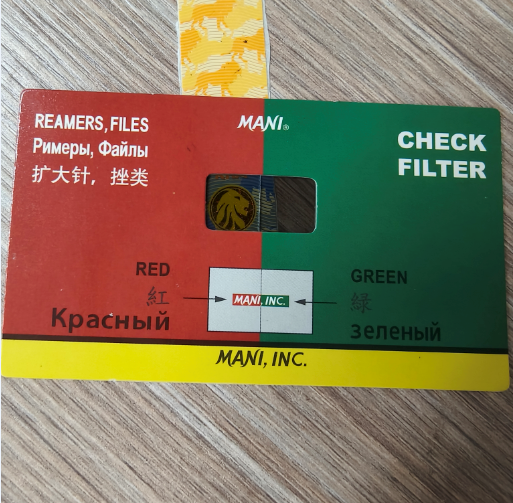 REAMERS, FILES
Римеры, Файлы
扩大针, 挫类
MANI®
CHECK
FILTER
RED
紅
Красный
MANI, INC.
GREEN
緑
Зеленый
MANI, INC.